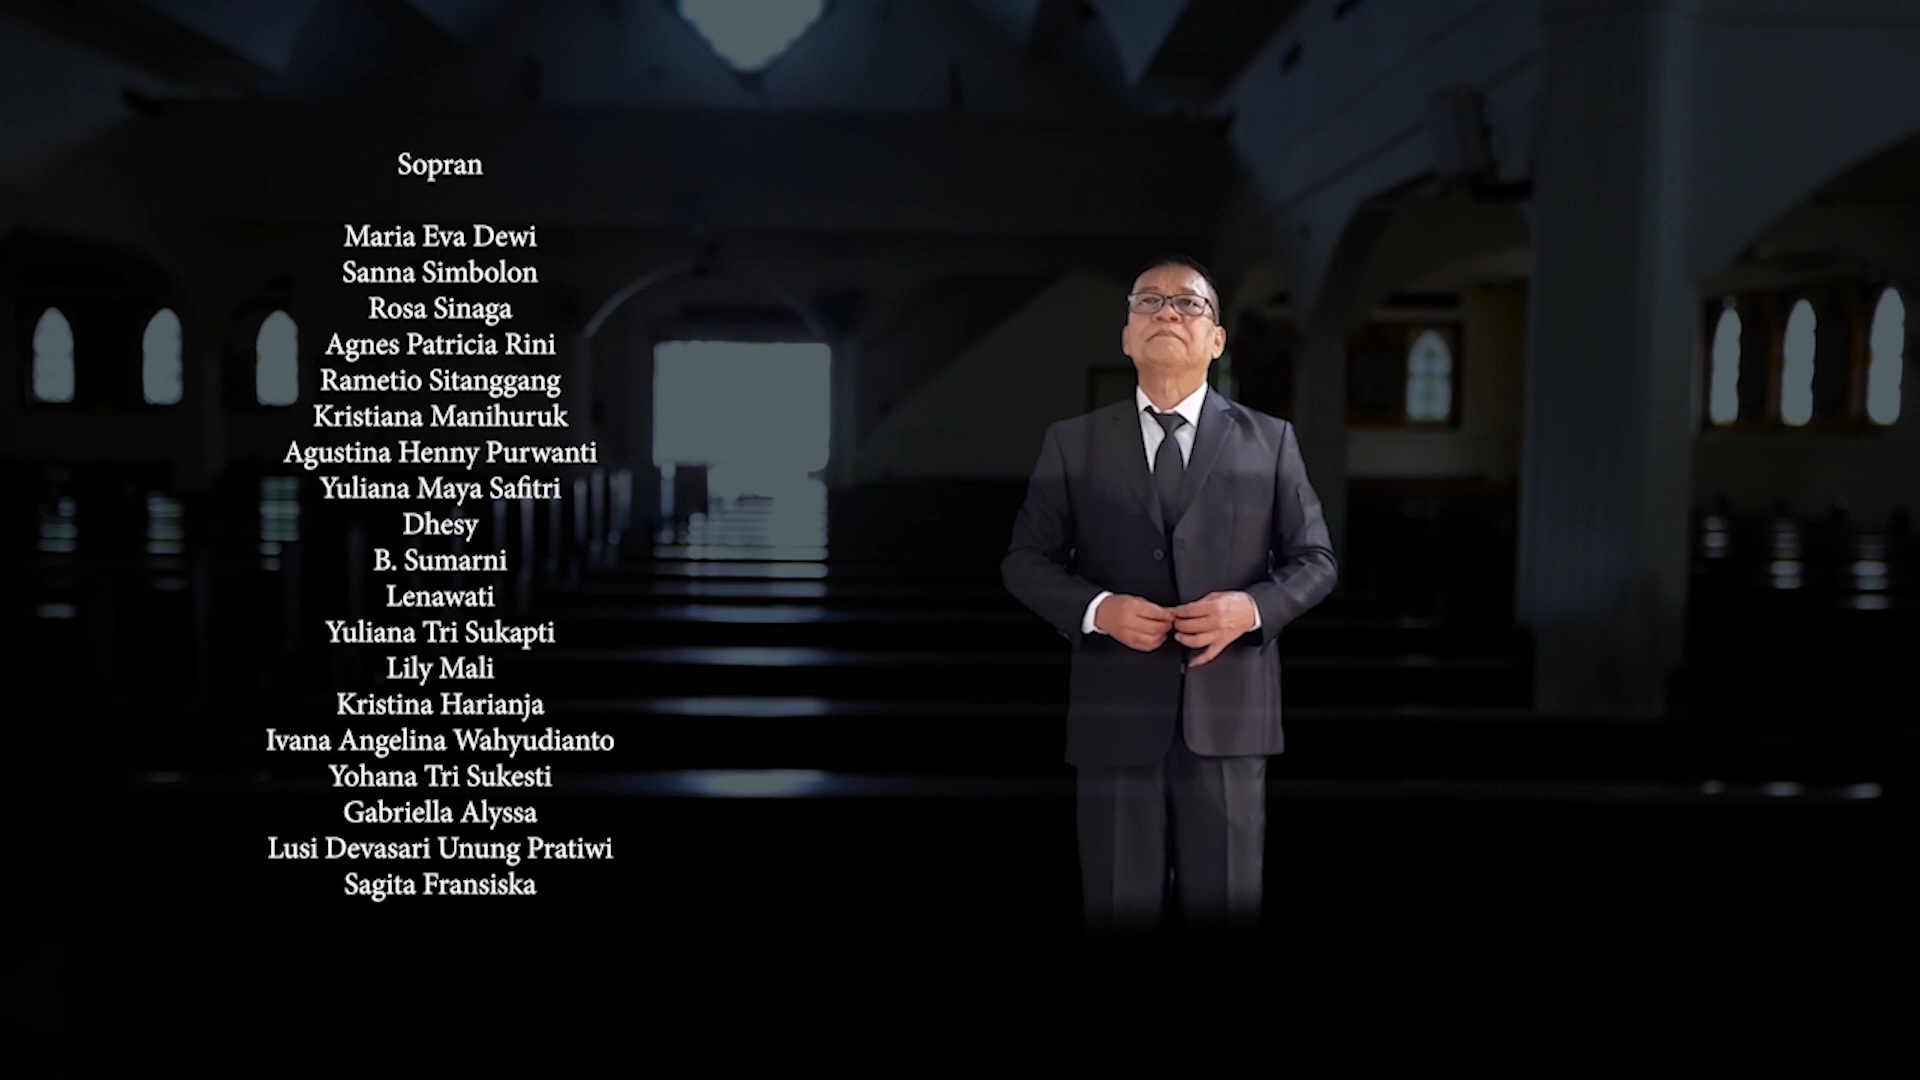 Sopran
Maria Eva Dewi
Sanna Simbolon
Rosa Sinaga
Agnes Patricia Rini
Rametio Sitanggang
Kristiana Manihuruk
Agustina Henny Purwanti
Yuliana Maya Safitri
Dhesy
B. Sumarni
Lenawati
Yuliana Tri Sukapti
Lily Mali
Kristina Harianja
Ivana Angelina Wahyudianto
Yohana Tri Sukesti
Gabriella Alyssa
Lusi Devasari Unung Pratiwi
Sagita Fransiska